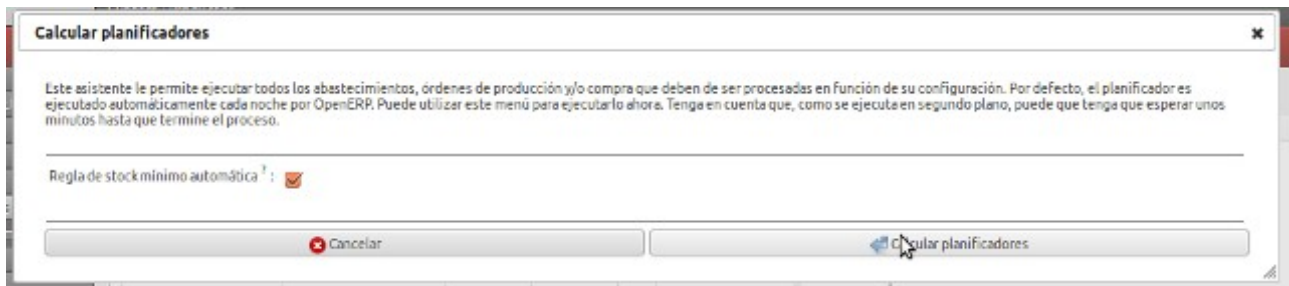 Calcular planificadores
Este asistente le permite ejecutar todos los abastecimientos, órdenes de producción y/o compra que deben de ser procesadas en función de su configuración. Por defecto, el planificador es
ejecutado automáticamente cada noche por OpenERP. Puede utilizar este menú para ejecutarlo ahora. Tenga en cuenta que, como se ejecuta en segundo plano, puede que tenga que esperar unos
minutos hasta que termine el proceso.
Regla de stock mínimo automática ? :
Cancelar
Calcular planificadores